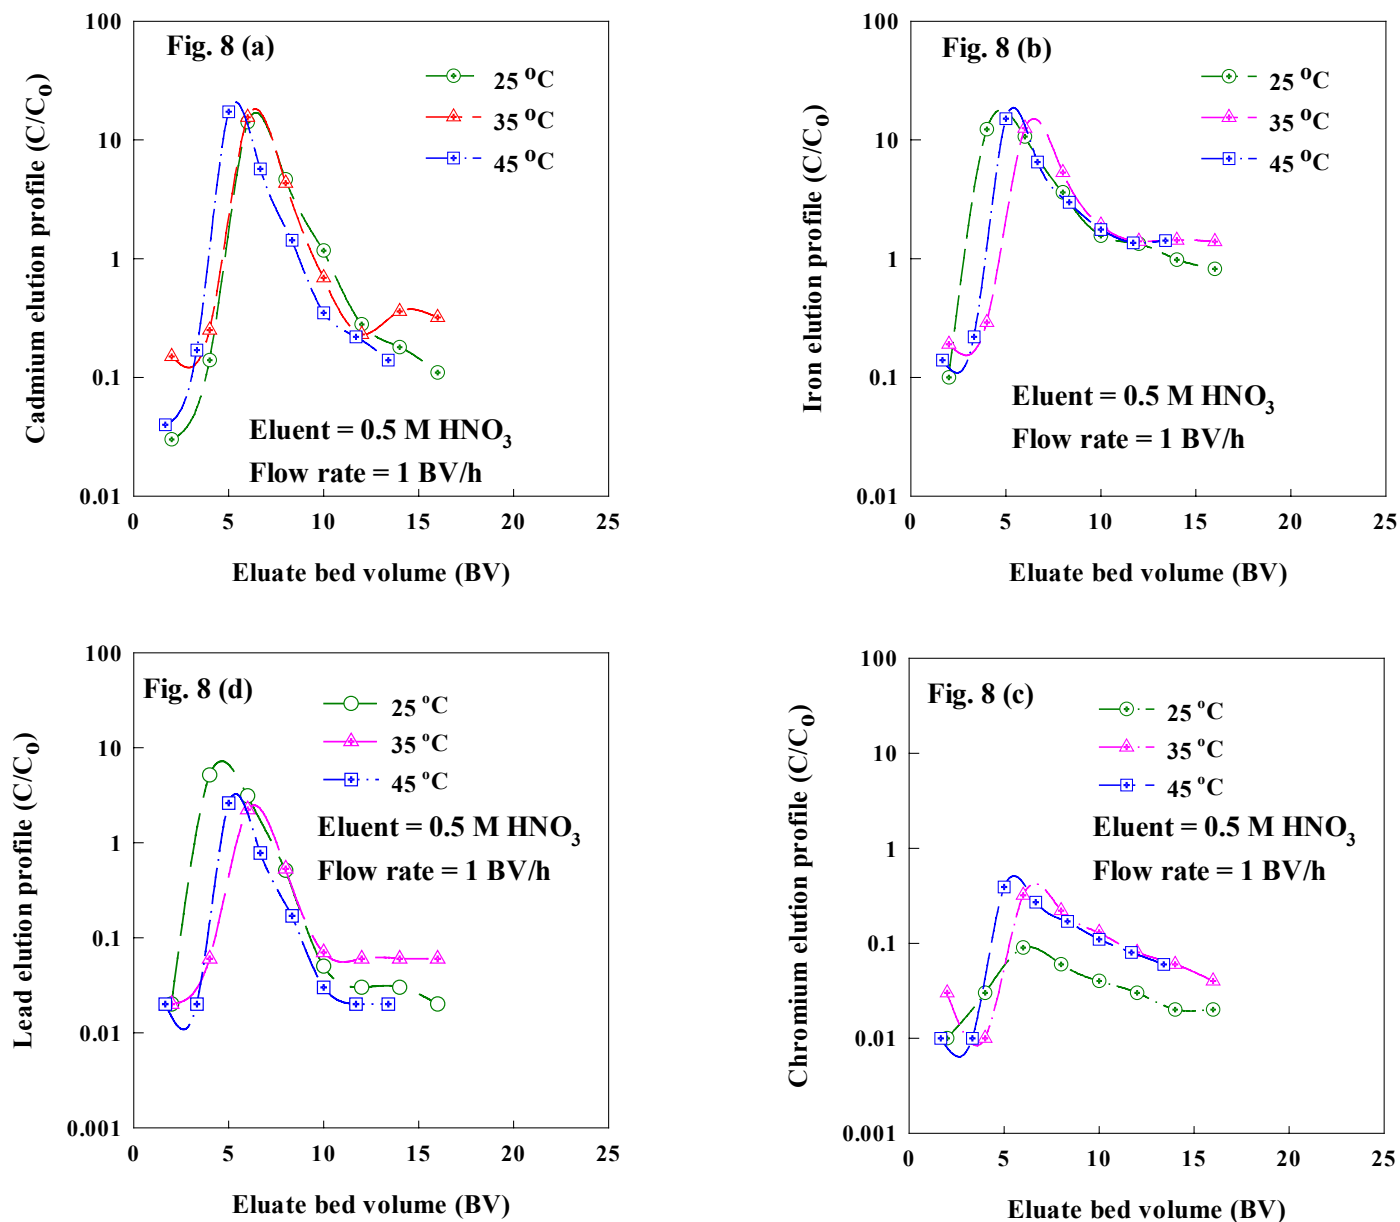 Fig. 8 (a)
25 °C
35 °C
45 °C
Eluent = 0.5 M HNO₃
Flow rate = 1 BV/h
Cadmium elution profile (C/C₀)
100
10
1
0.1
0.01
0 5 10 15 20 25
Eluate bed volume (BV)
Fig. 8 (b)
25 °C
35 °C
45 °C
Eluent = 0.5 M HNO₃
Flow rate = 1 BV/h
Iron elution profile (C/C₀)
100
10
1
0.1
0.01
0 5 10 15 20 25
Eluate bed volume (BV)
Fig. 8 (d)
25 °C
35 °C
45 °C
Eluent = 0.5 M HNO₃
Flow rate = 1 BV/h
Lead elution profile (C/C₀)
100
10
1
0.1
0.01
0.001
0 5 10 15 20 25
Eluate bed volume (BV)
Fig. 8 (c)
25 °C
35 °C
45 °C
Eluent = 0.5 M HNO₃
Flow rate = 1 BV/h
Chromium elution profile (C/C₀)
100
10
1
0.1
0.01
0.001
0 5 10 15 20 25
Eluate bed volume (BV)